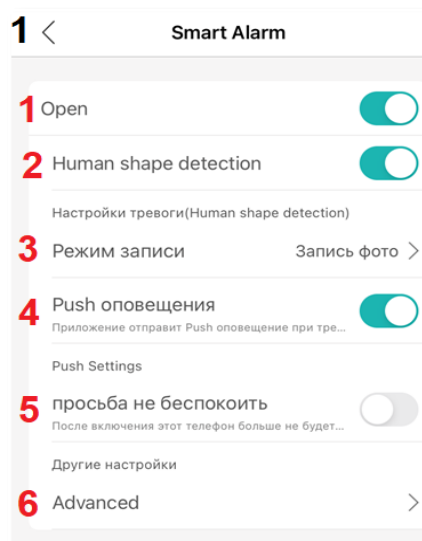 1 < Smart Alarm
1 Open
2 Human shape detection
Настройки тревоги(Human shape detection)
3 Режим записи Запись фото >
4 Push оповещения
Приложение отправит Push оповещение при тре...
Push Settings
5 просьба не беспокоить
После включения этот телефон больше не будет...
Другие настройки
6 Advanced >